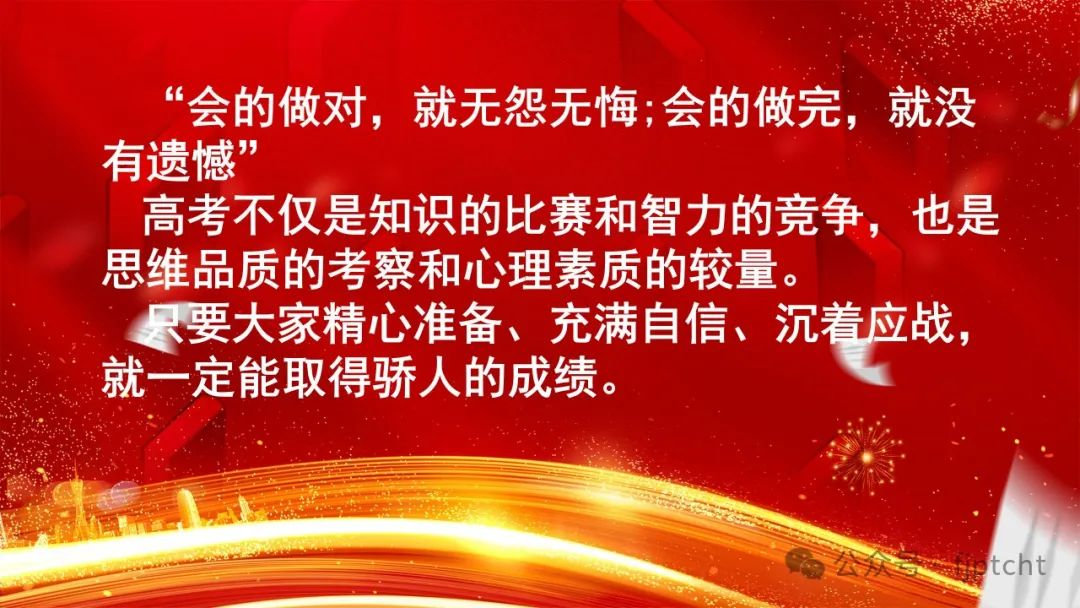 “会的做对，就无怨无悔;会的做完，就没
有遗憾”
高考不仅是知识的比赛和智力的竞争，也是
思维品质的考察和心理素质的较量。
只要大家精心准备、充满自信、沉着应战，
就一定能取得骄人的成绩。
公众号 · fjptcht